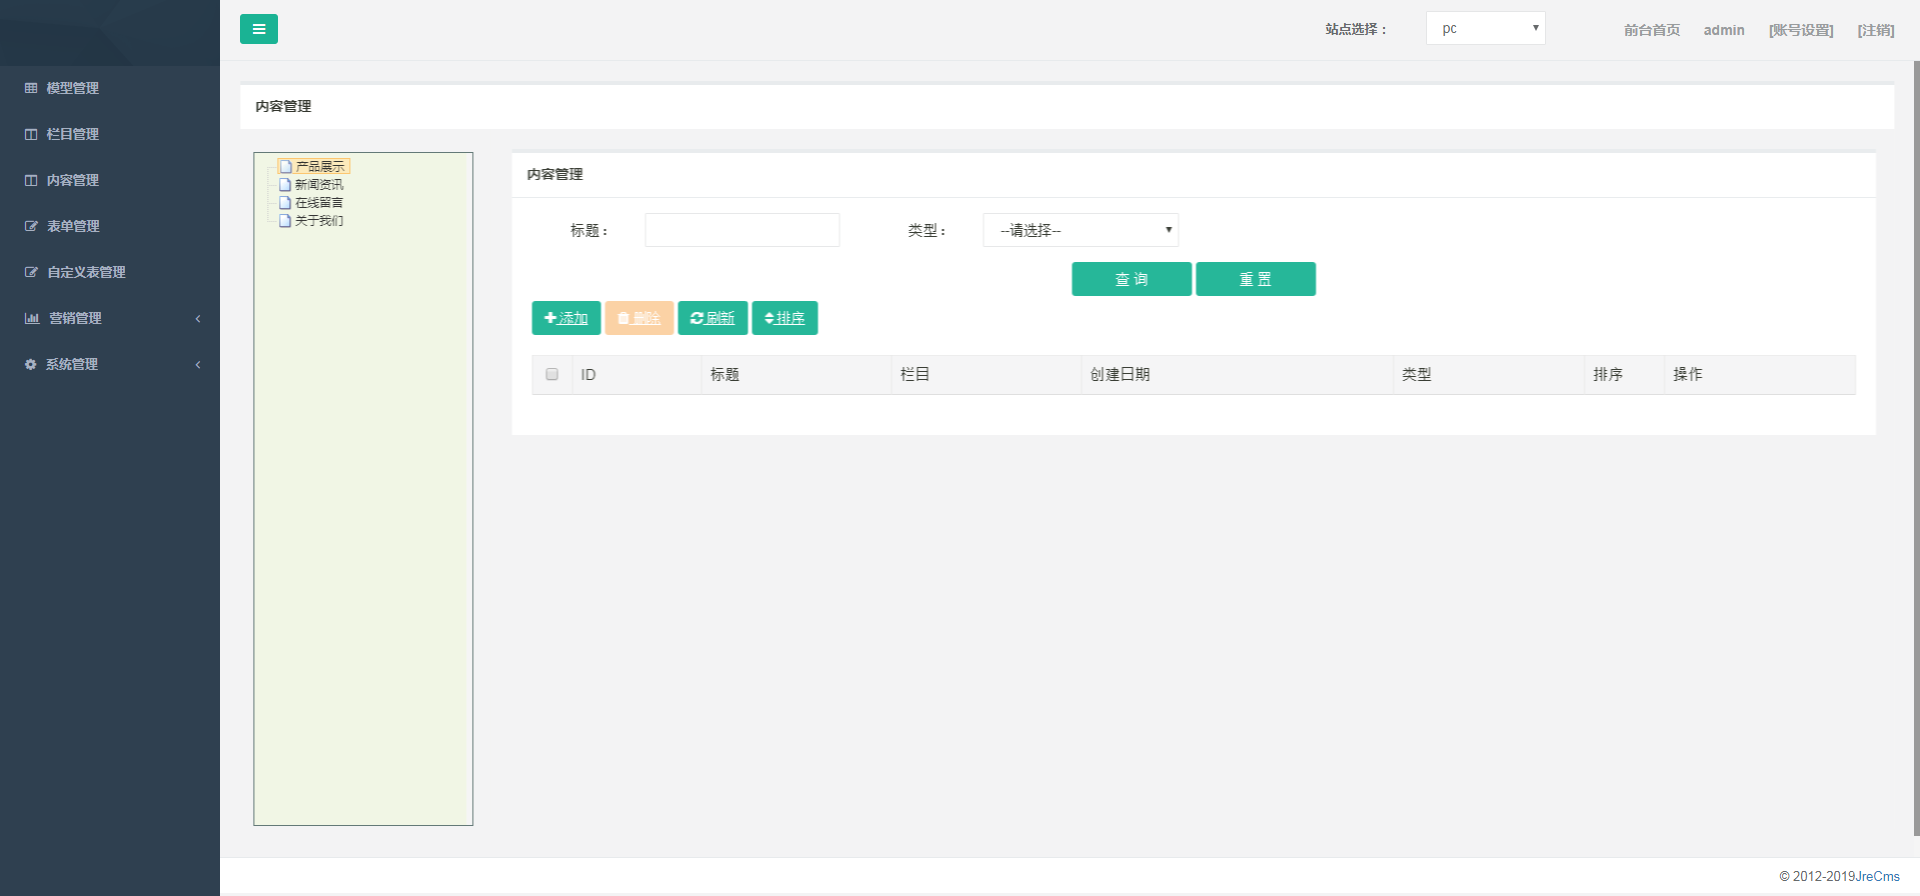 站点选择： pc 前台首页 admin [账号设置] [注销]
模型管理
栏目管理
内容管理
表单管理
自定义表管理
营销管理
系统管理
内容管理
产品展示
新闻资讯
在线留言
关于我们
内容管理
标题： 类型： --请选择--
查 询 重 置
添加 删除 刷新 排序
ID 标题 栏目 创建日期 类型 排序 操作
© 2012-2019JreCms